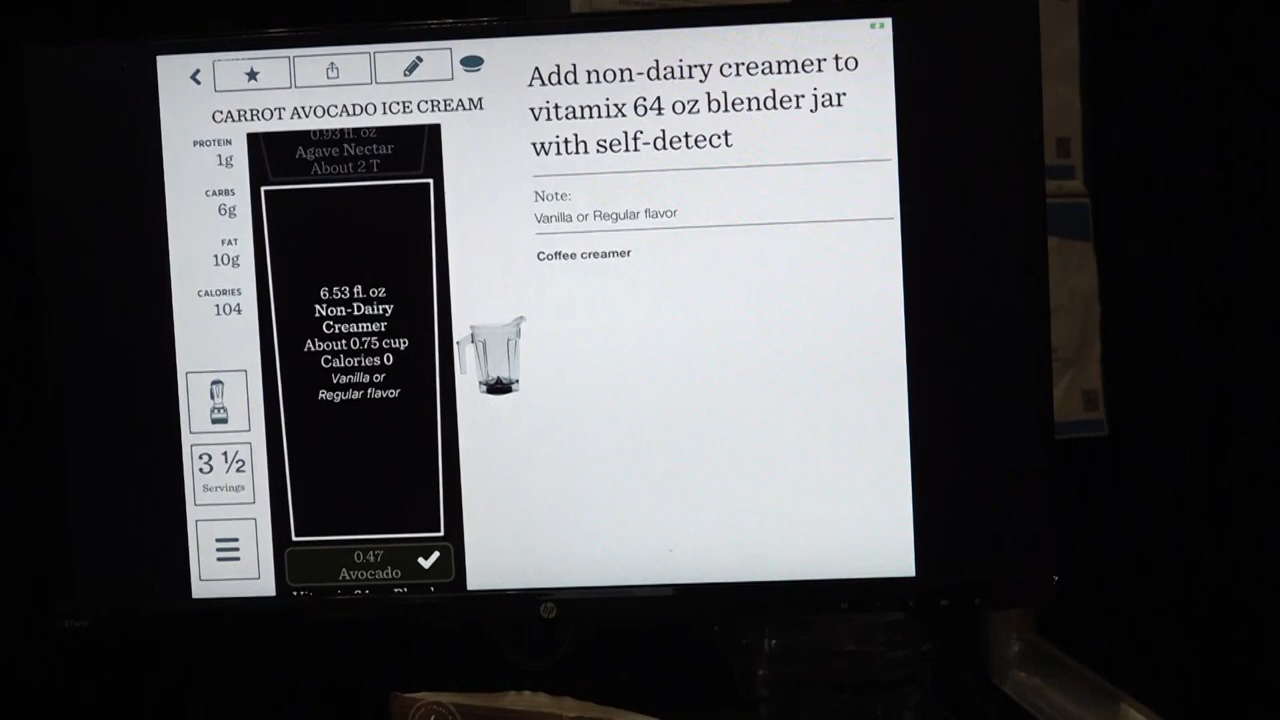 CARROT AVOCADO ICE CREAM
PROTEIN
1g
CARBS
6g
FAT
10g
CALORIES
104
3 ½
Servings
0.93 fl. oz
Agave Nectar
About 2 T
6.53 fl. oz
Non-Dairy
Creamer
About 0.75 cup
Calories 0
Vanilla or
Regular flavor
0.47
Avocado
Add non-dairy creamer to
vitamix 64 oz blender jar
with self-detect
Note:
Vanilla or Regular flavor
Coffee creamer
hp